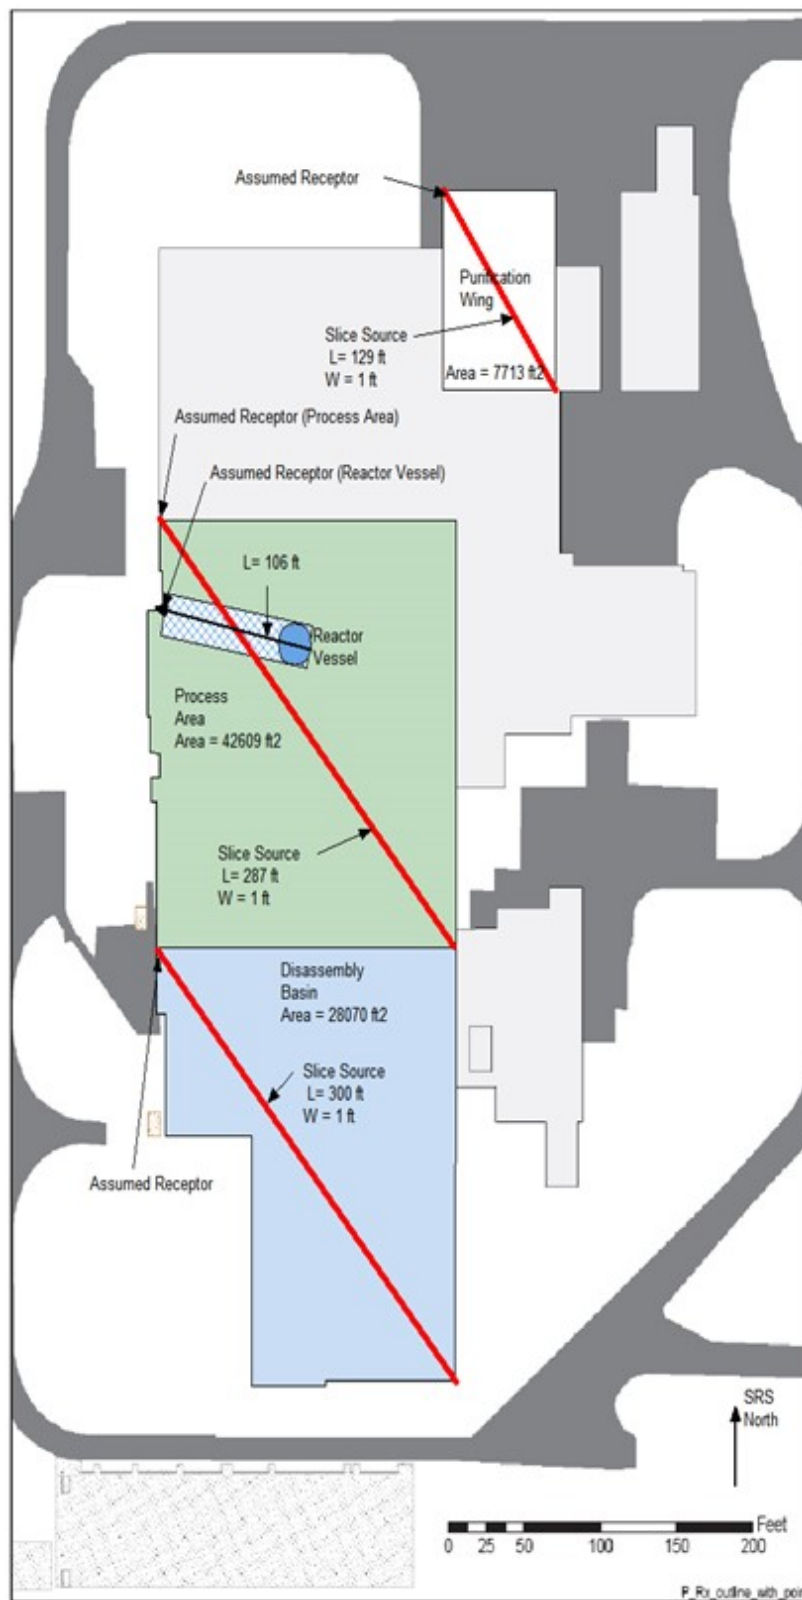 Assumed Receptor
Purification
Wing
Slice Source
L= 129 ft
W = 1 ft
Area = 7713 ft2
Assumed Receptor (Process Area)
Assumed Receptor (Reactor Vessel)
L= 106 ft
Reactor
Vessel
Process
Area
Area = 42609 ft2
Slice Source
L= 287 ft
W = 1 ft
Disassembly
Basin
Area = 28070 ft2
Slice Source
L= 300 ft
W = 1 ft
Assumed Receptor
SRS
North
Feet
0 25 50 100 150 200
P_Rx_outline_with_poi